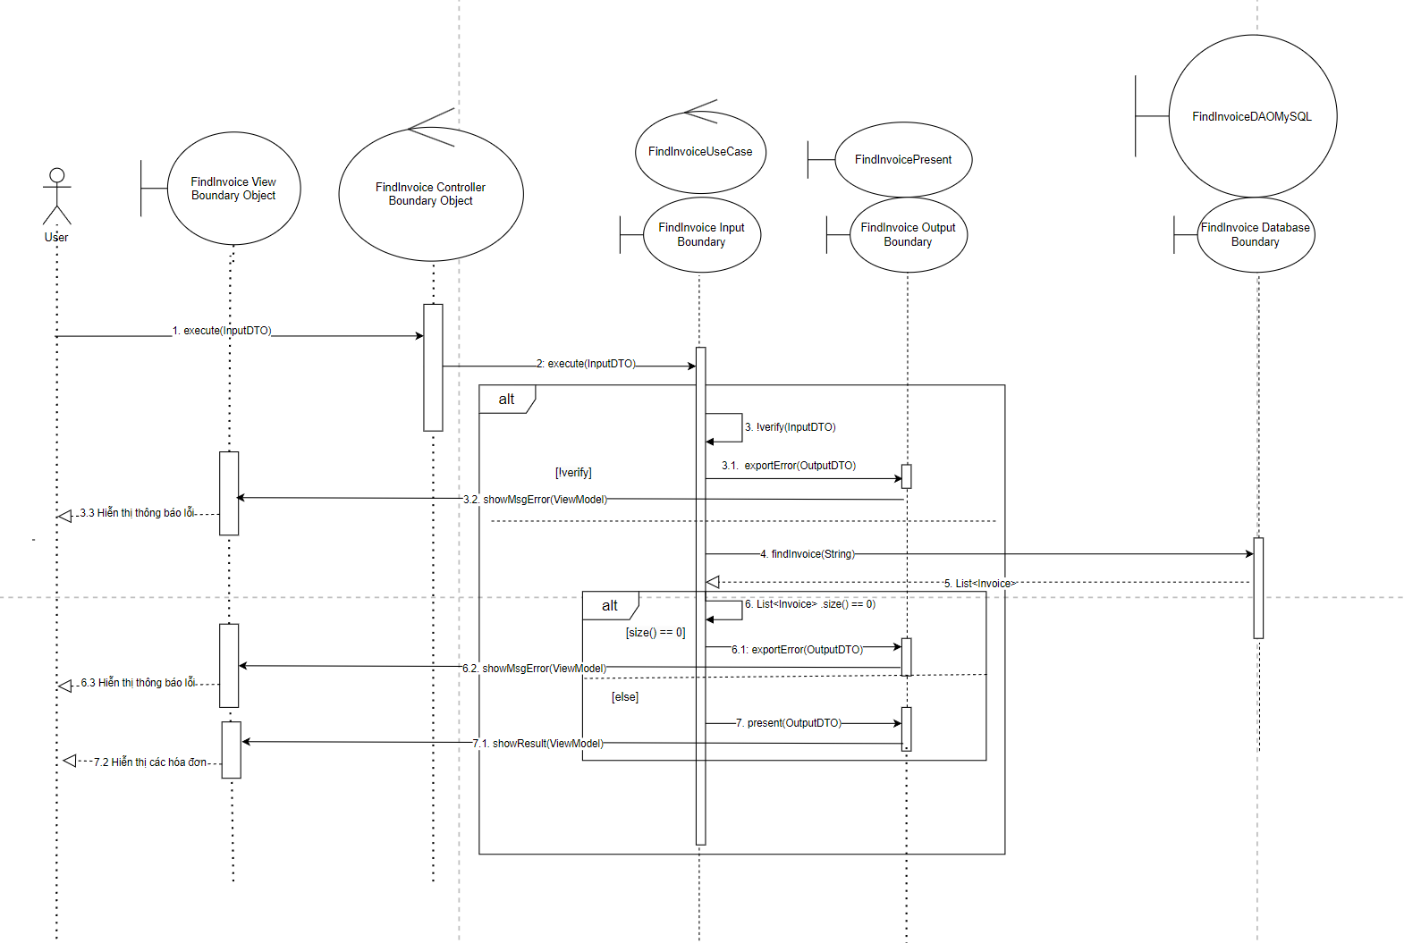 FindInvoiceDAOMySQL
FindInvoiceUseCase
FindInvoicePresent
FindInvoice View
Boundary Object
FindInvoice Controller
Boundary Object
User
FindInvoice Input
Boundary
FindInvoice Output
Boundary
FindInvoice Database
Boundary
1. execute(InputDTO)
2: execute(InputDTO)
alt
3. !verify(InputDTO)
[!verify]
3.1. exportError(OutputDTO)
3.2. showMsgError(ViewModel)
3.3 Hiển thị thông báo lỗi
4. findInvoice(String)
5. List<Invoice>
alt
6. List<Invoice> .size() == 0)
[size() == 0]
6.1: exportError(OutputDTO)
6.2. showMsgError(ViewModel)
6.3 Hiển thị thông báo lỗi
[else]
7. present(OutputDTO)
7.1. showResult(ViewModel)
7.2 Hiển thị các hóa đơn